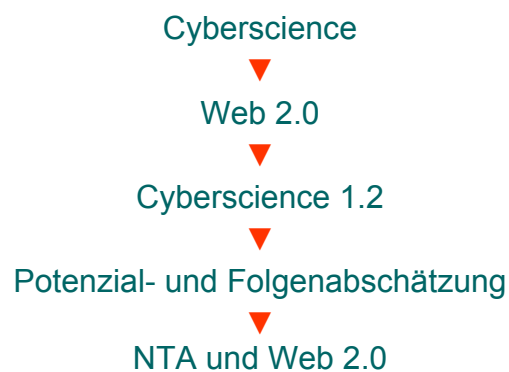 Cyberscience
Web 2.0
Cyberscience 1.2
Potenzial- und Folgenabschätzung
NTA und Web 2.0